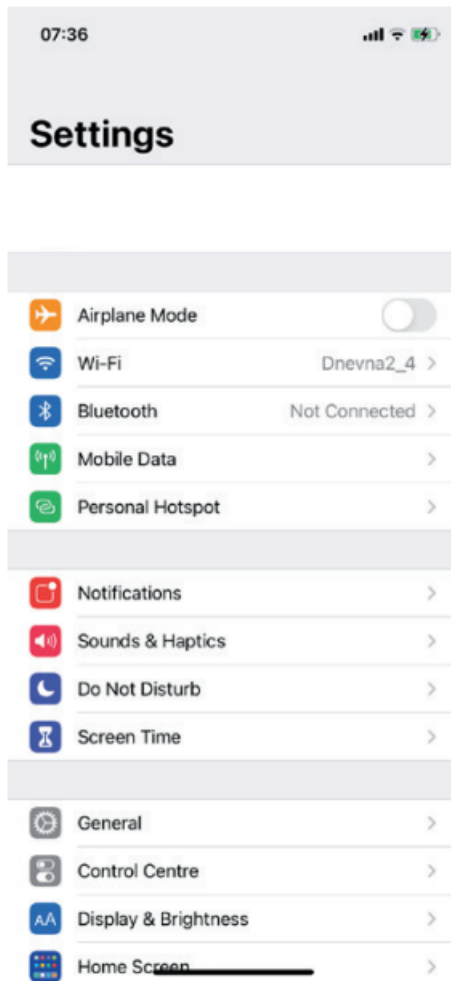 07:36
Settings
Airplane Mode
Wi-Fi Dnevna2_4
Bluetooth Not Connected
Mobile Data
Personal Hotspot
Notifications
Sounds & Haptics
Do Not Disturb
Screen Time
General
Control Centre
AA Display & Brightness
Home Screen